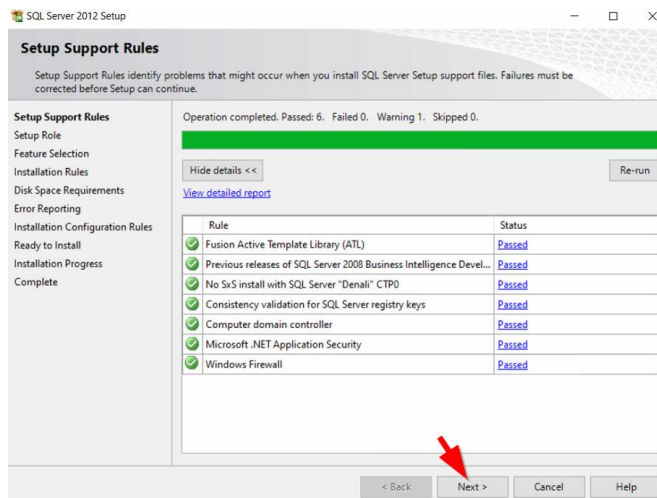 SQL Server 2012 Setup
Setup Support Rules
Setup Support Rules identify problems that might occur when you install SQL Server Setup support files. Failures must be
corrected before Setup can continue.
Setup Support Rules
Setup Role
Feature Selection
Installation Rules
Disk Space Requirements
Error Reporting
Installation Configuration Rules
Ready to Install
Installation Progress
Complete
Operation completed. Passed: 6. Failed 0. Warning 1. Skipped 0.
Hide details << Re-run
View detailed report
Rule Status
Fusion Active Template Library (ATL) Passed
Previous releases of SQL Server 2008 Business Intelligence Devel... Passed
No SxS install with SQL Server "Denali" CTP0 Passed
Consistency validation for SQL Server registry keys Passed
Computer domain controller Passed
Microsoft .NET Application Security Passed
Windows Firewall Passed
< Back Next > Cancel Help